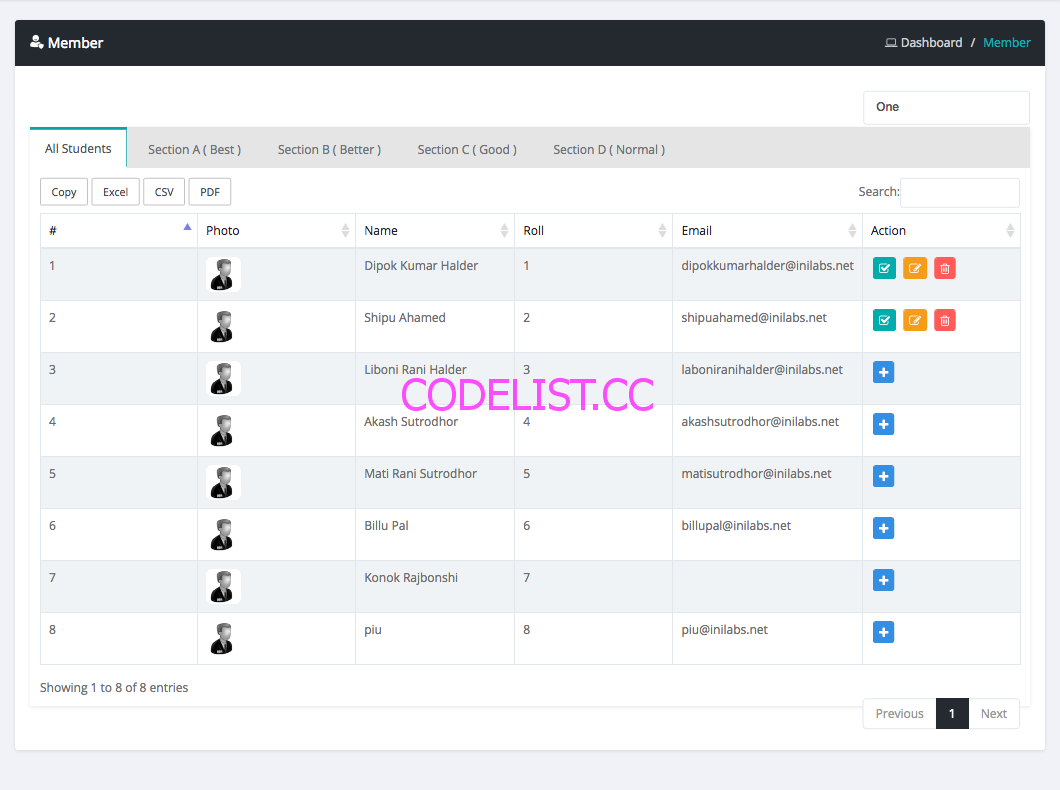 Member Dashboard / Member
One
All Students Section A ( Best ) Section B ( Better ) Section C ( Good ) Section D ( Normal )
Copy Excel CSV PDF Search:
# Photo Name Roll Email Action
1 Dipok Kumar Halder 1 dipokkumarhalder@inilabs.net
2 Shipu Ahamed 2 shipuahamed@inilabs.net
3 Liboni Rani Halder 3 laboniranihalder@inilabs.net
CODELIST.CC
4 Akash Sutrodhor 4 akashsutrodhor@inilabs.net
5 Mati Rani Sutrodhor 5 matisutrodhor@inilabs.net
6 Billu Pal 6 billupal@inilabs.net
7 Konok Rajbonshi 7
8 piu 8 piu@inilabs.net
Showing 1 to 8 of 8 entries
Previous 1 Next